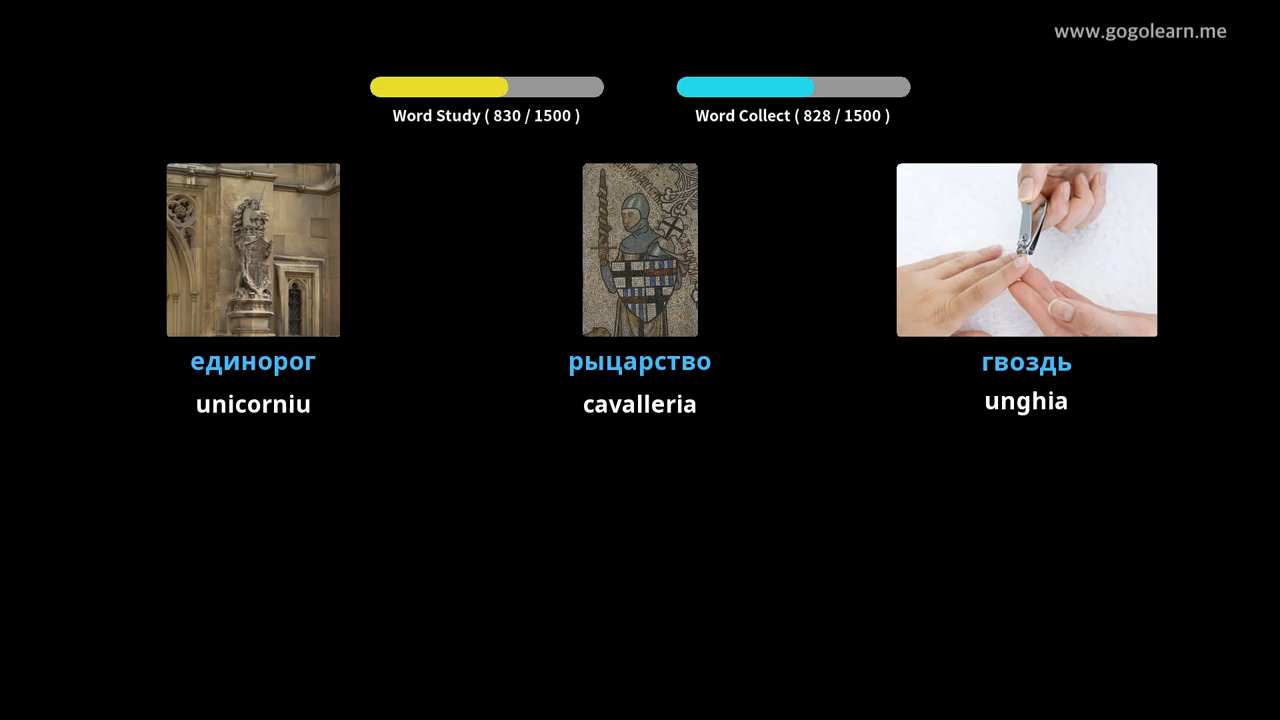 www.gogolearn.me
Word Study ( 830 / 1500 )
Word Collect ( 828 / 1500 )
единорог
unicorniu
рыцарство
cavalleria
гвоздь
unghia